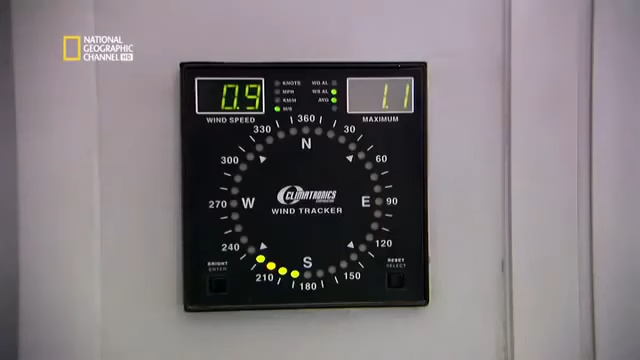 NATIONAL
GEOGRAPHIC
CHANNEL HD
0.9
KNOTS
MPH
KM/H
M/S
WD AL
WS AL
AVG
1.1
WIND SPEED
MAXIMUM
360
330
30
N
300
60
CLIMATRONICS
270
W
WIND TRACKER
E
90
240
120
S
BRIGHT
ENTER
210
180
150
RESET
SELECT